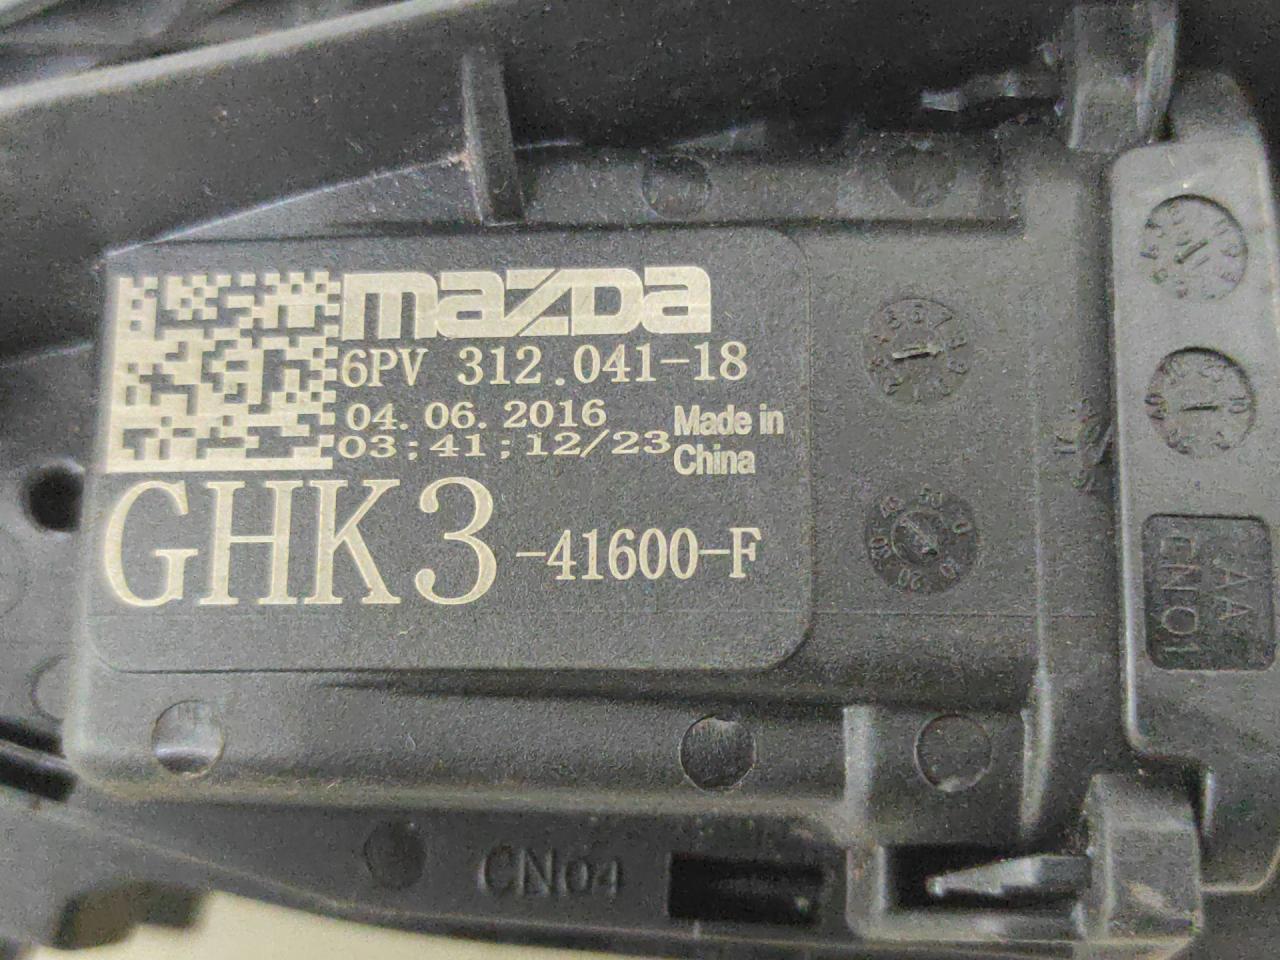 mazda
6PV 312.041-18
04.06.2016
03;41;12/23
Made in
China
GHK3-41600-F
CN04
AA
CN01